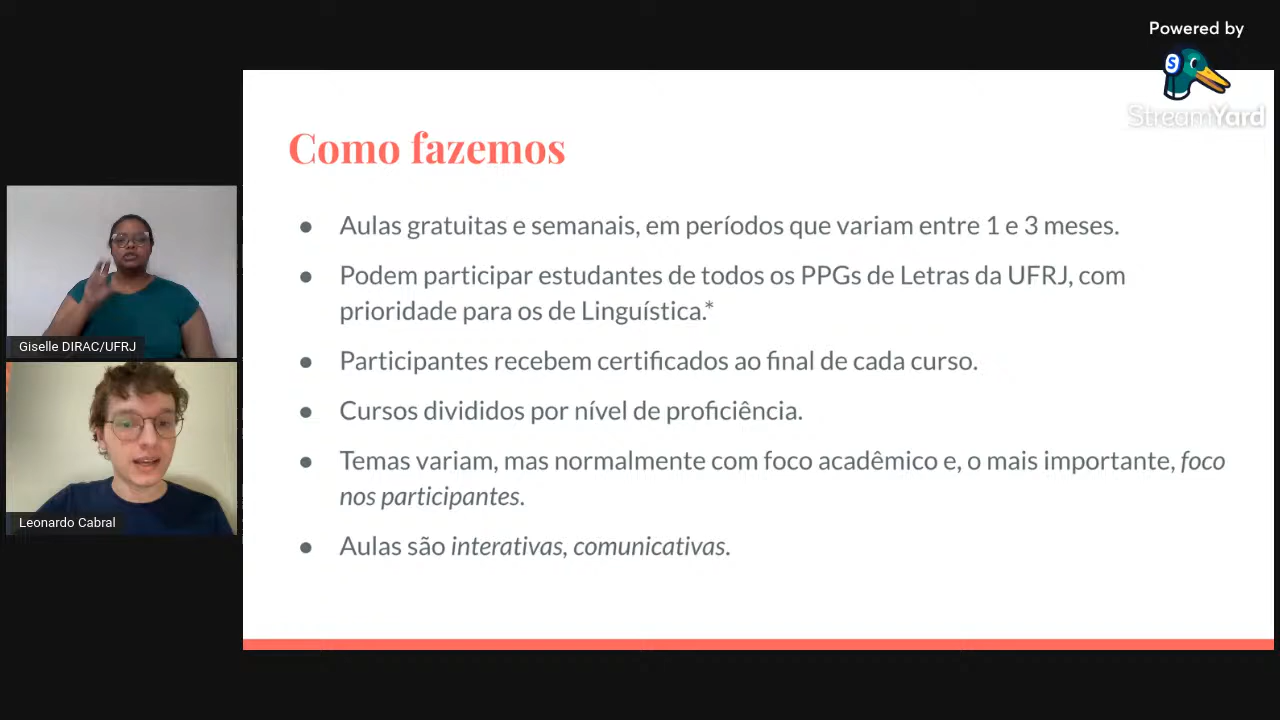 Powered by
StreamYard
Como fazemos
● Aulas gratuitas e semanais, em períodos que variam entre 1 e 3 meses.
● Podem participar estudantes de todos os PPGs de Letras da UFRJ, com
prioridade para os de Linguística.*
● Participantes recebem certificados ao final de cada curso.
● Cursos divididos por nível de proficiência.
● Temas variam, mas normalmente com foco acadêmico e, o mais importante, foco
nos participantes.
● Aulas são interativas, comunicativas.
Giselle DIRAC/UFRJ
Leonardo Cabral